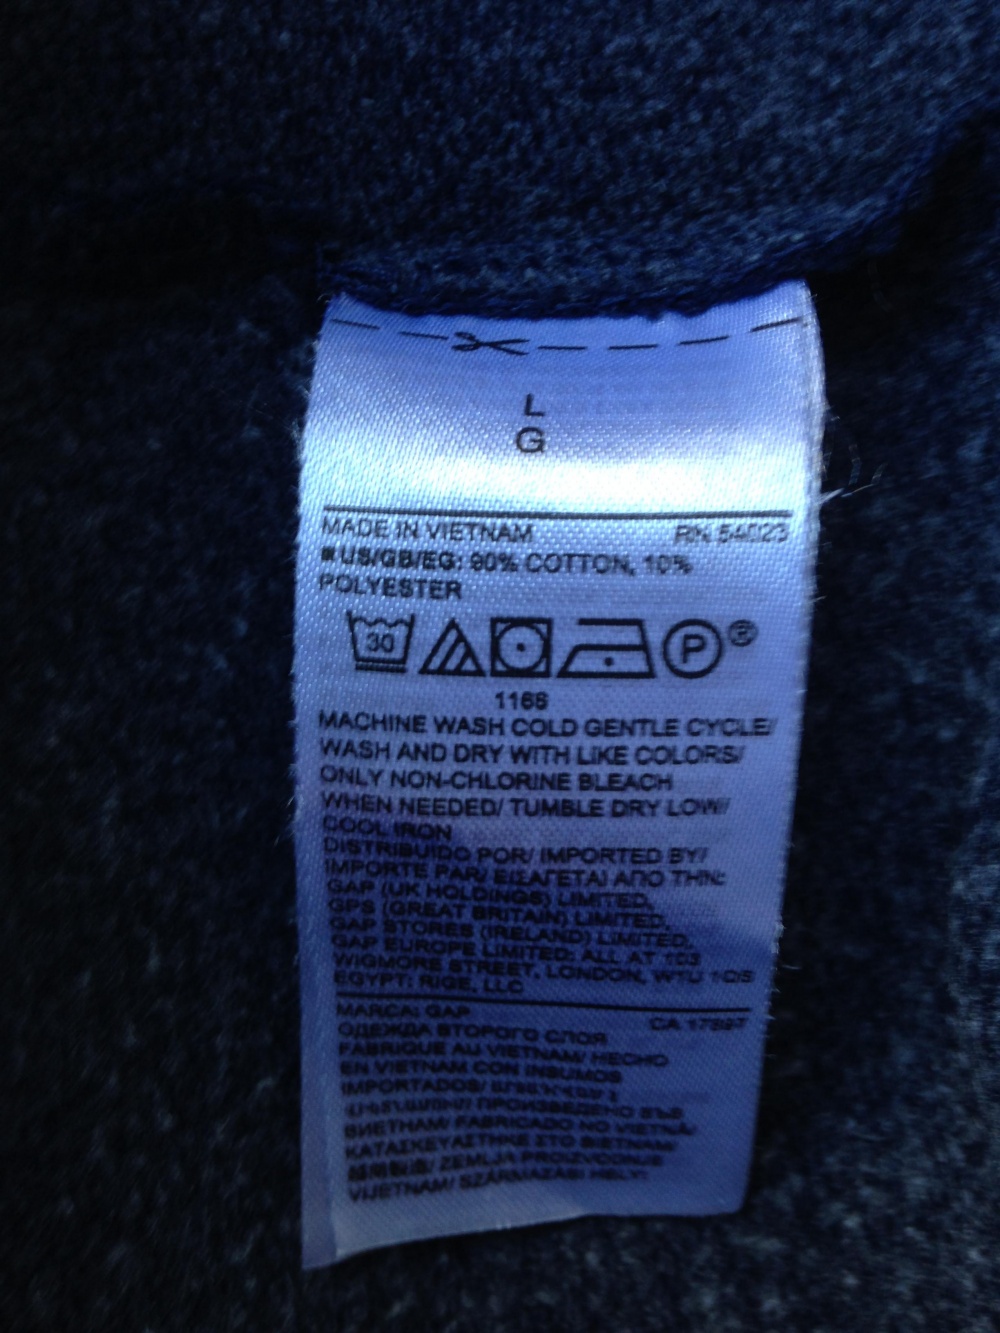 L
G
MADE IN VIETNAM RN 54023
US/GB/EG: 90% COTTON, 10%
POLYESTER
30 P ®
1166
MACHINE WASH COLD GENTLE CYCLE/
WASH AND DRY WITH LIKE COLORS/
ONLY NON-CHLORINE BLEACH
WHEN NEEDED/ TUMBLE DRY LOW/
COOL IRON
DISTRIBUIDO POR/ IMPORTED BY/
IMPORTE PAR/ ΕΙΣΑΓΕΤΑΙ ΑΠΟ ΤΗΝ:
GAP (UK HOLDINGS) LIMITED,
GPS (GREAT BRITAIN) LIMITED,
GAP STORES (IRELAND) LIMITED,
GAP EUROPE LIMITED: ALL AT
WIGMORE STREET, LONDON, W1U 1QS
EGYPT: RIGE, LLC
MARCA: GAP CA 17897
ОДЕЖДА ВТОРОГО СЛОЯ
FABRIQUE AU VIETNAM/ HECHO
EN VIETNAM CON INSUMOS
IMPORTADOS/
ПРОИЗВЕДЕНО ВЪВ
ВИЕТНАМ/ FABRICADO NO VIETNA
ΚΑΤΑΣΚΕΥΑΣΤΗΚΕ ΣΤΟ ΒΙΕΤΝΑΜ/
ZEMLJA PROIZVODNJE
VIJETNAM/ SZÁRMAZÁSI HELY: